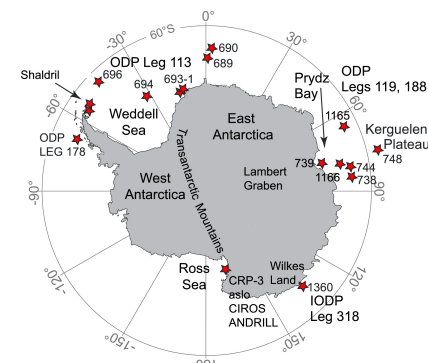 0°
-30°
60°S
690
ODP Leg 113
689
696
693-1
694
ODP
Legs 119, 188
Shaldril
Prydz
Bay
60°
-60°
Weddell
Sea
1165
East
Antarctica
Kerguelen
Plateau
748
ODP
LEG 178
739
744
1166
738
Transantarctic Mountains
Lambert
Graben
West
Antarctica
-90°
90°
Ross
Sea
CRP-3
aslo
CIROS
ANDRILL
Wilkes
Land
1360
IODP
Leg 318
-120°
120°
-150°
150°